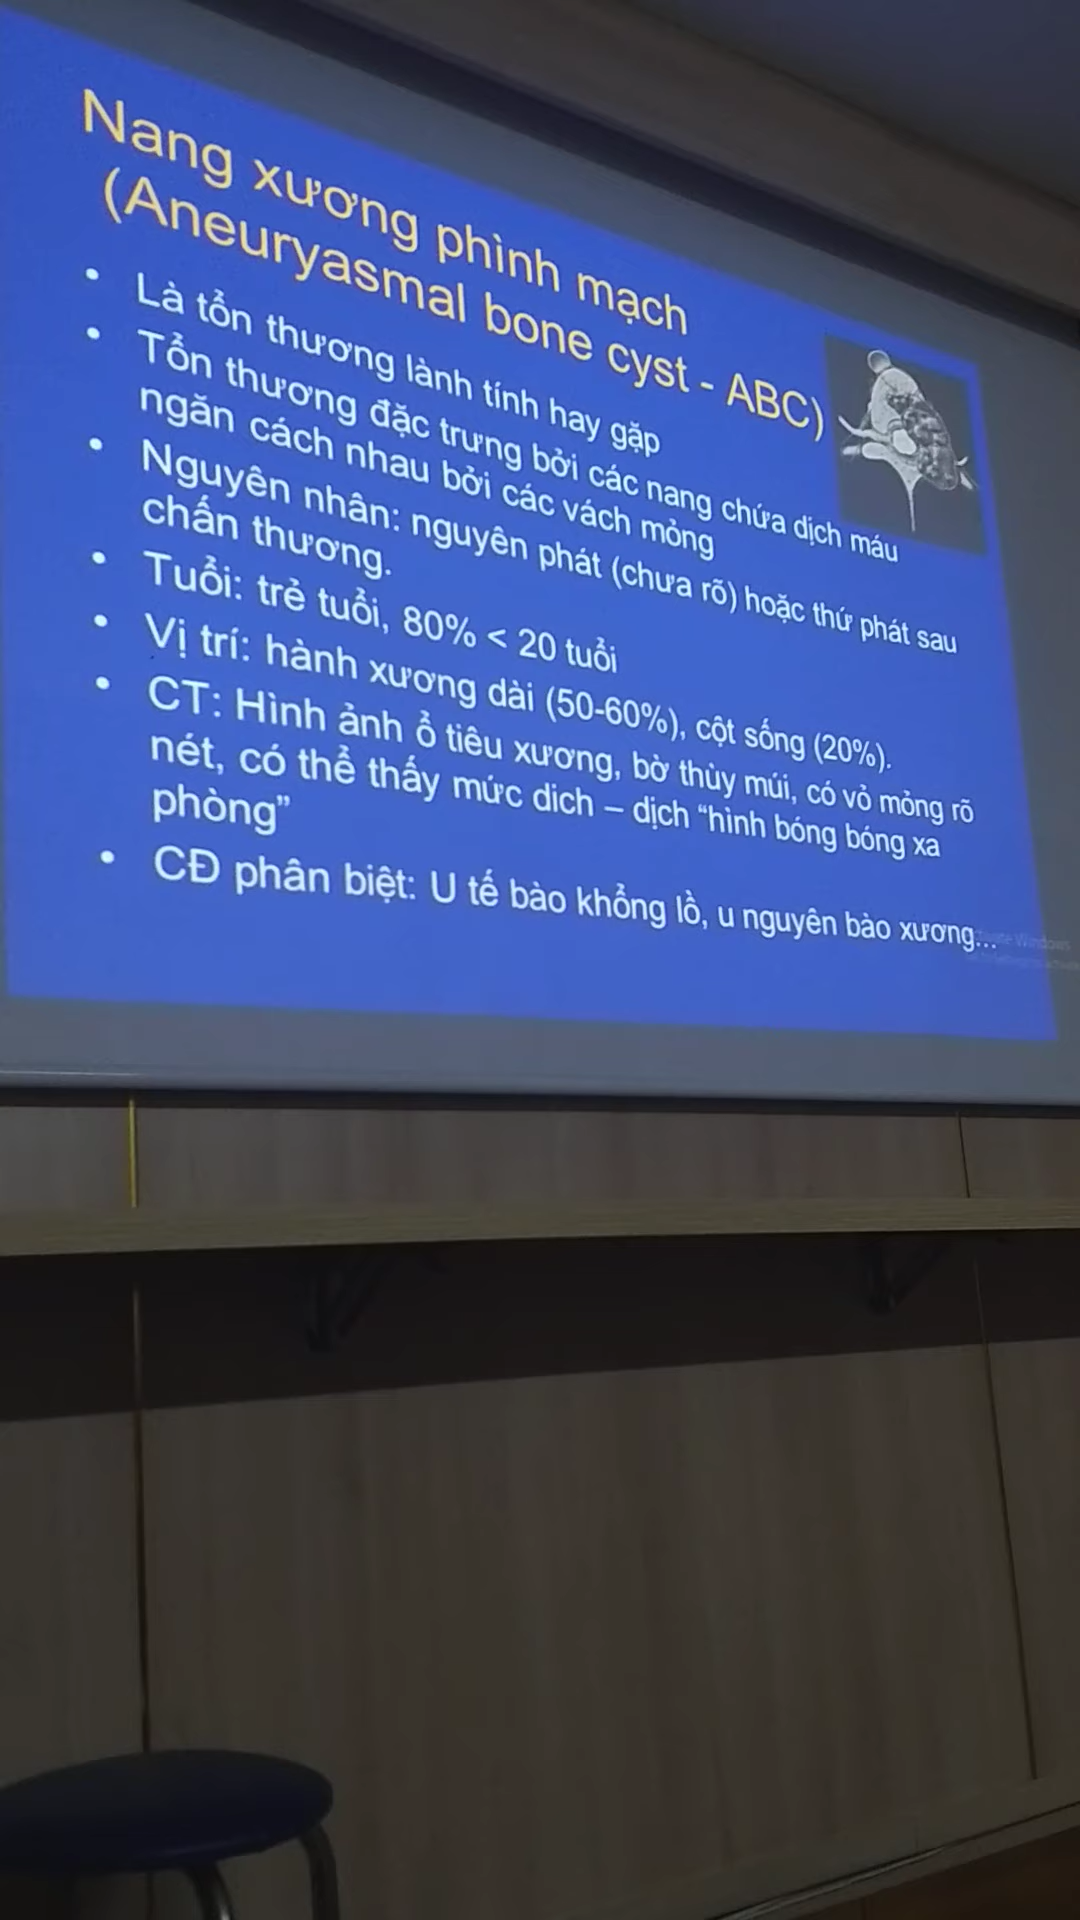 Nang xương phình mạch
(Aneuryasmal bone cyst - ABC)
• Là tổn thương lành tính hay gặp
• Tổn thương đặc trưng bởi các nang chứa dịch máu
ngăn cách nhau bởi các vách mỏng
• Nguyên nhân: nguyên phát (chưa rõ) hoặc thứ phát sau
chấn thương.
• Tuổi: trẻ tuổi, 80% < 20 tuổi
• Vị trí: hành xương dài (50-60%), cột sống (20%).
• CT: Hình ảnh ổ tiêu xương, bờ thùy múi, có vỏ mỏng rõ
nét, có thể thấy mức dich – dịch “hình bóng bóng xa
phòng”
• CĐ phân biệt: U tế bào khổng lồ, u nguyên bào xương...
Windows